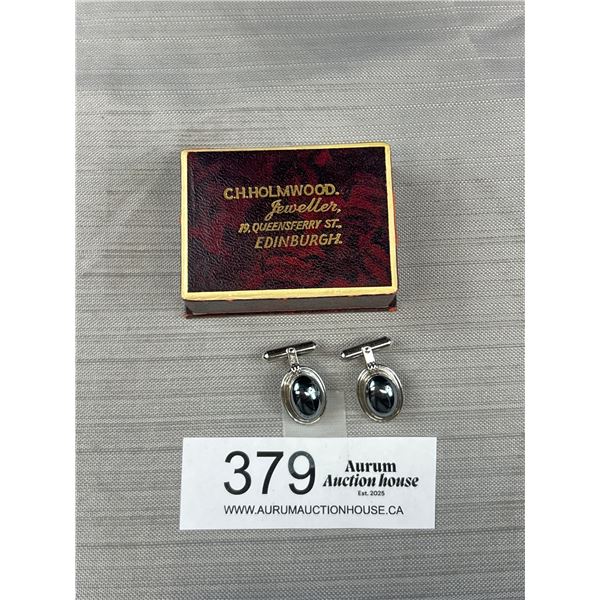 C.H.HOLMWOOD.
Jeweller,
19, QUEENSFERRY ST.,
EDINBURGH.
379
Aurum
Auction house
Est. 2025
WWW.AURUMAUCTIONHOUSE.CA